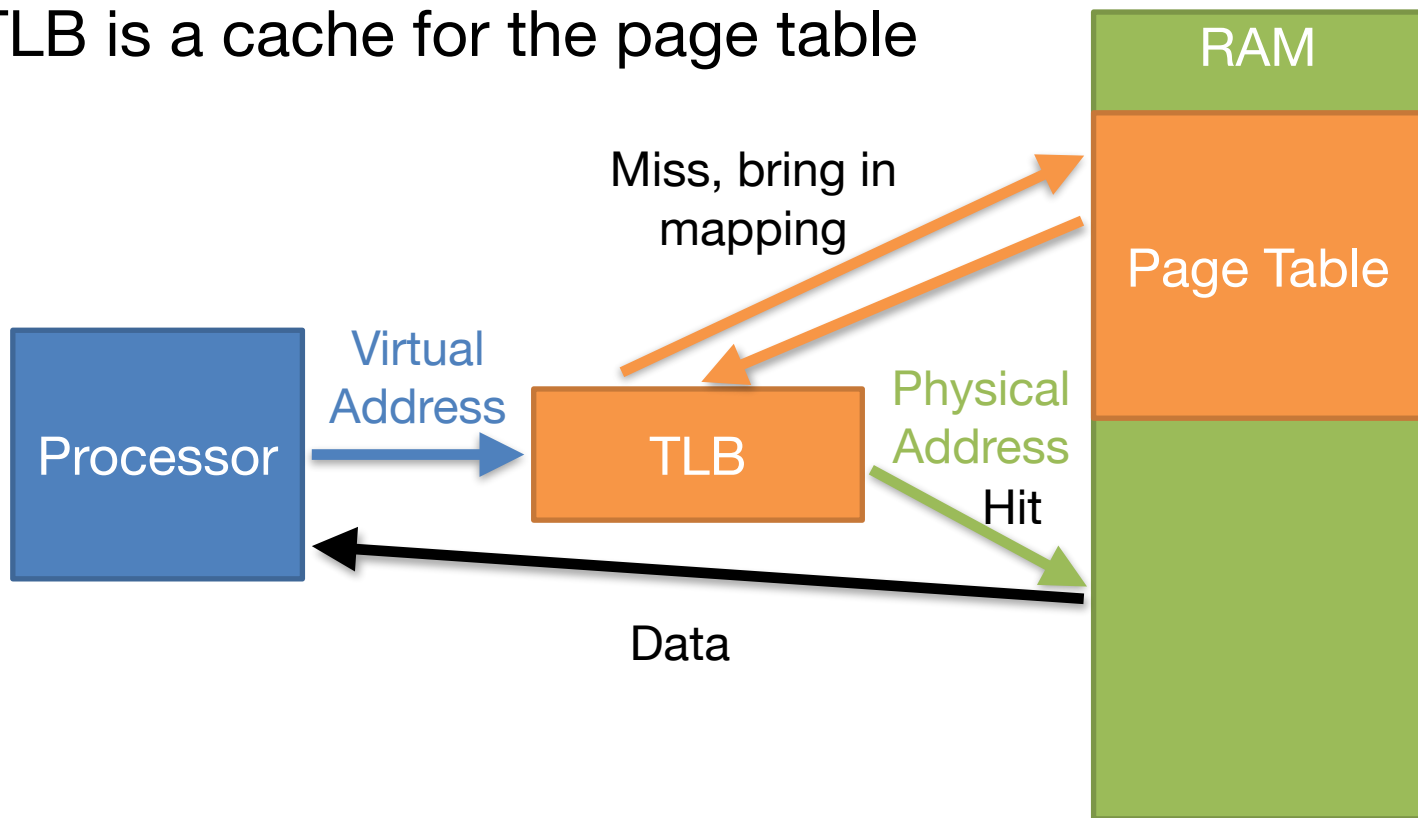 TLB is a cache for the page table
RAM
Miss, bring in
mapping
Page Table
Virtual
Address
Physical
Address
Processor
TLB
Hit
Data